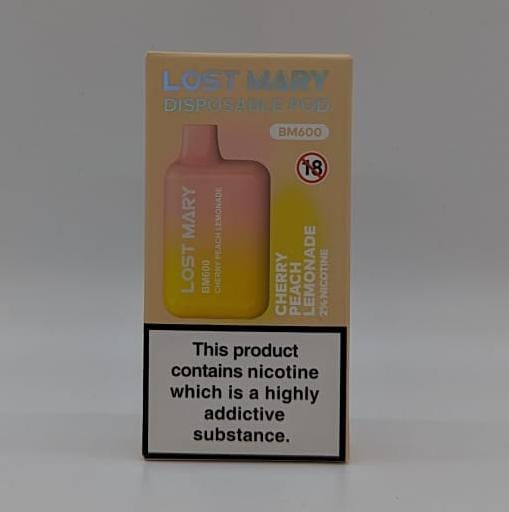 LOST MARY
DISPOSABLE POD
BM600
18
LOST MARY
BM600
CHERRY PEACH LEMONADE
CHERRY
PEACH
LEMONADE
2% NICOTINE
This product
contains nicotine
which is a highly
addictive
substance.